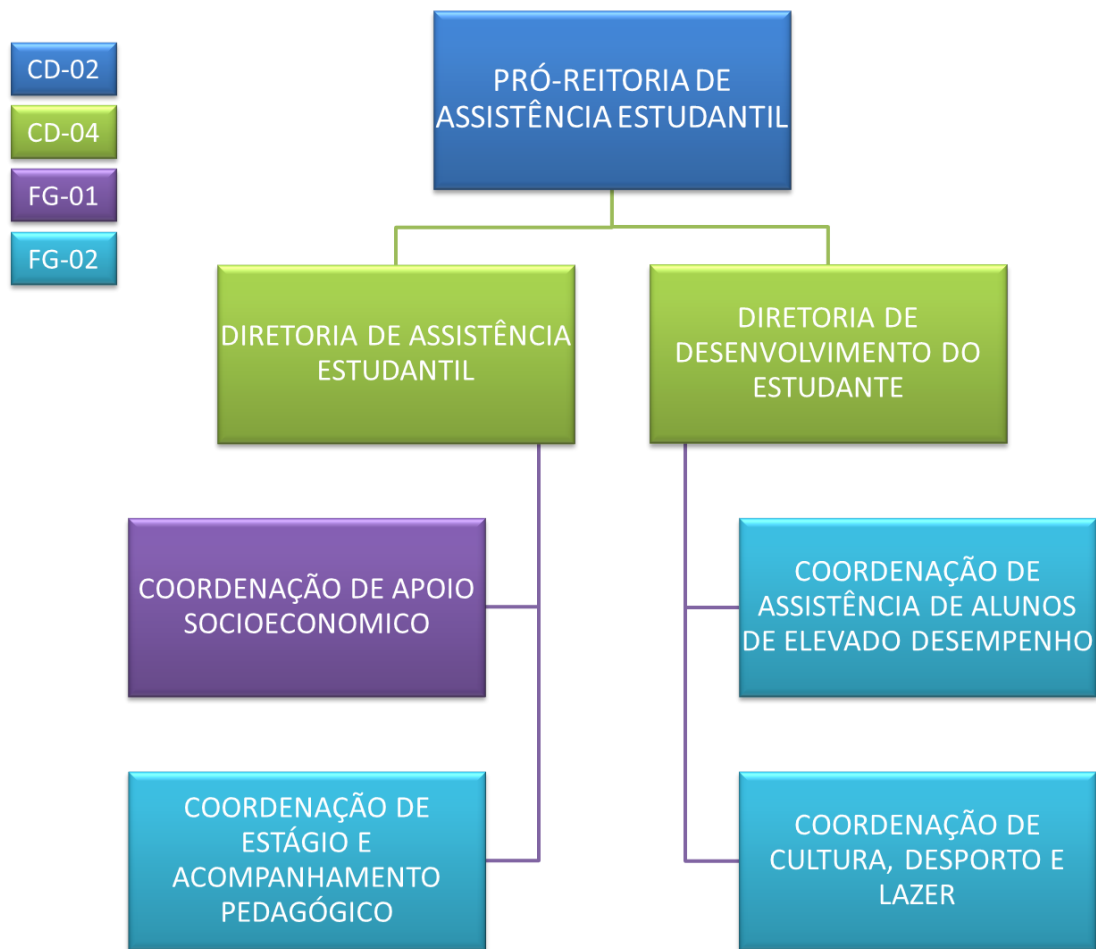 CD-02
CD-04
FG-01
FG-02
PRÓ-REITORIA DE
ASSISTÊNCIA ESTUDANTIL
DIRETORIA DE ASSISTÊNCIA
ESTUDANTIL
DIRETORIA DE
DESENVOLVIMENTO DO
ESTUDANTE
COORDENAÇÃO DE APOIO
SOCIOECONOMICO
COORDENAÇÃO DE
ASSISTÊNCIA DE ALUNOS
DE ELEVADO DESEMPENHO
COORDENAÇÃO DE
ESTÁGIO E
ACOMPANHAMENTO
PEDAGÓGICO
COORDENAÇÃO DE
CULTURA, DESPORTO E
LAZER